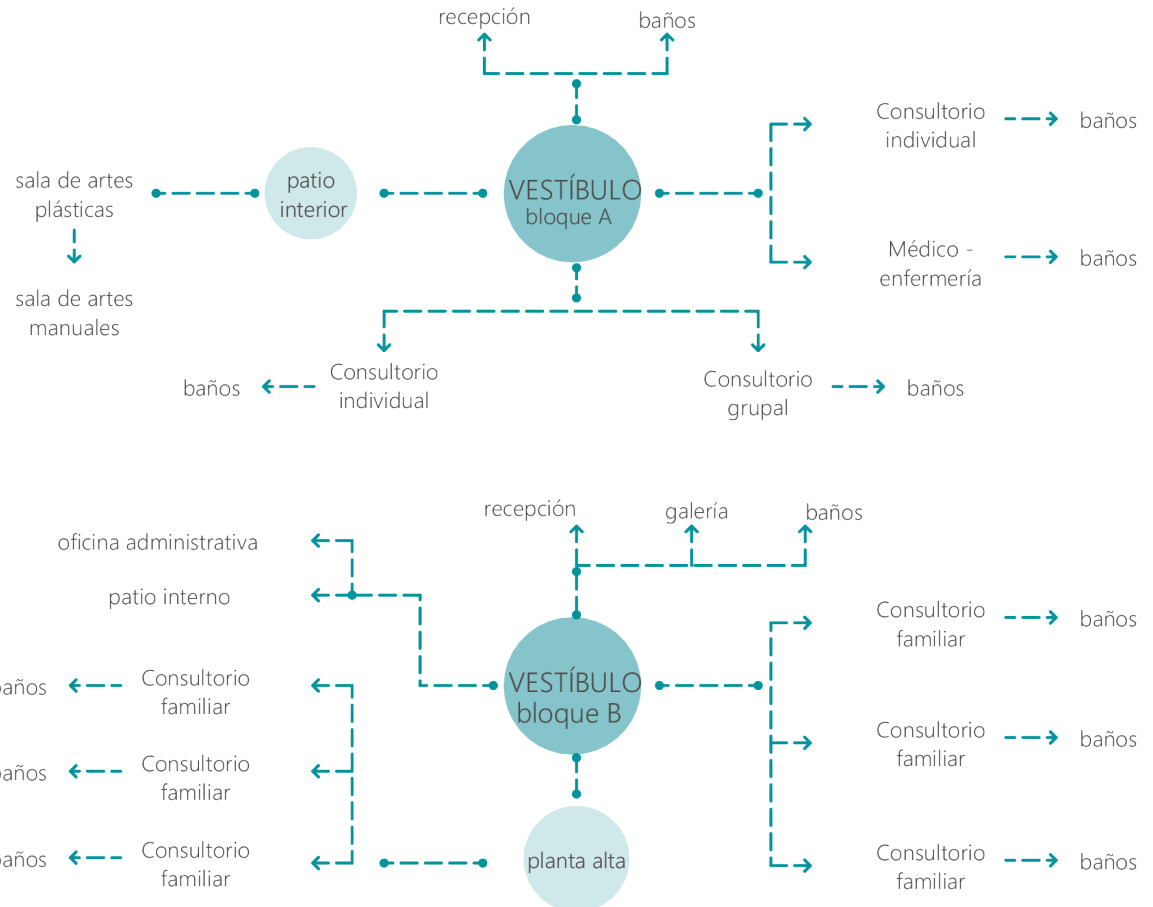 recepción
baños
Consultorio
individual
baños
sala de artes
plásticas
patio
interior
VESTÍBULO
bloque A
Médico -
enfermería
baños
sala de artes
manuales
baños
Consultorio
individual
Consultorio
grupal
baños
recepción
galería
baños
oficina administrativa
patio interno
Consultorio
familiar
baños
baños
Consultorio
familiar
VESTÍBULO
bloque B
Consultorio
familiar
baños
baños
Consultorio
familiar
baños
Consultorio
familiar
planta alta
Consultorio
familiar
baños